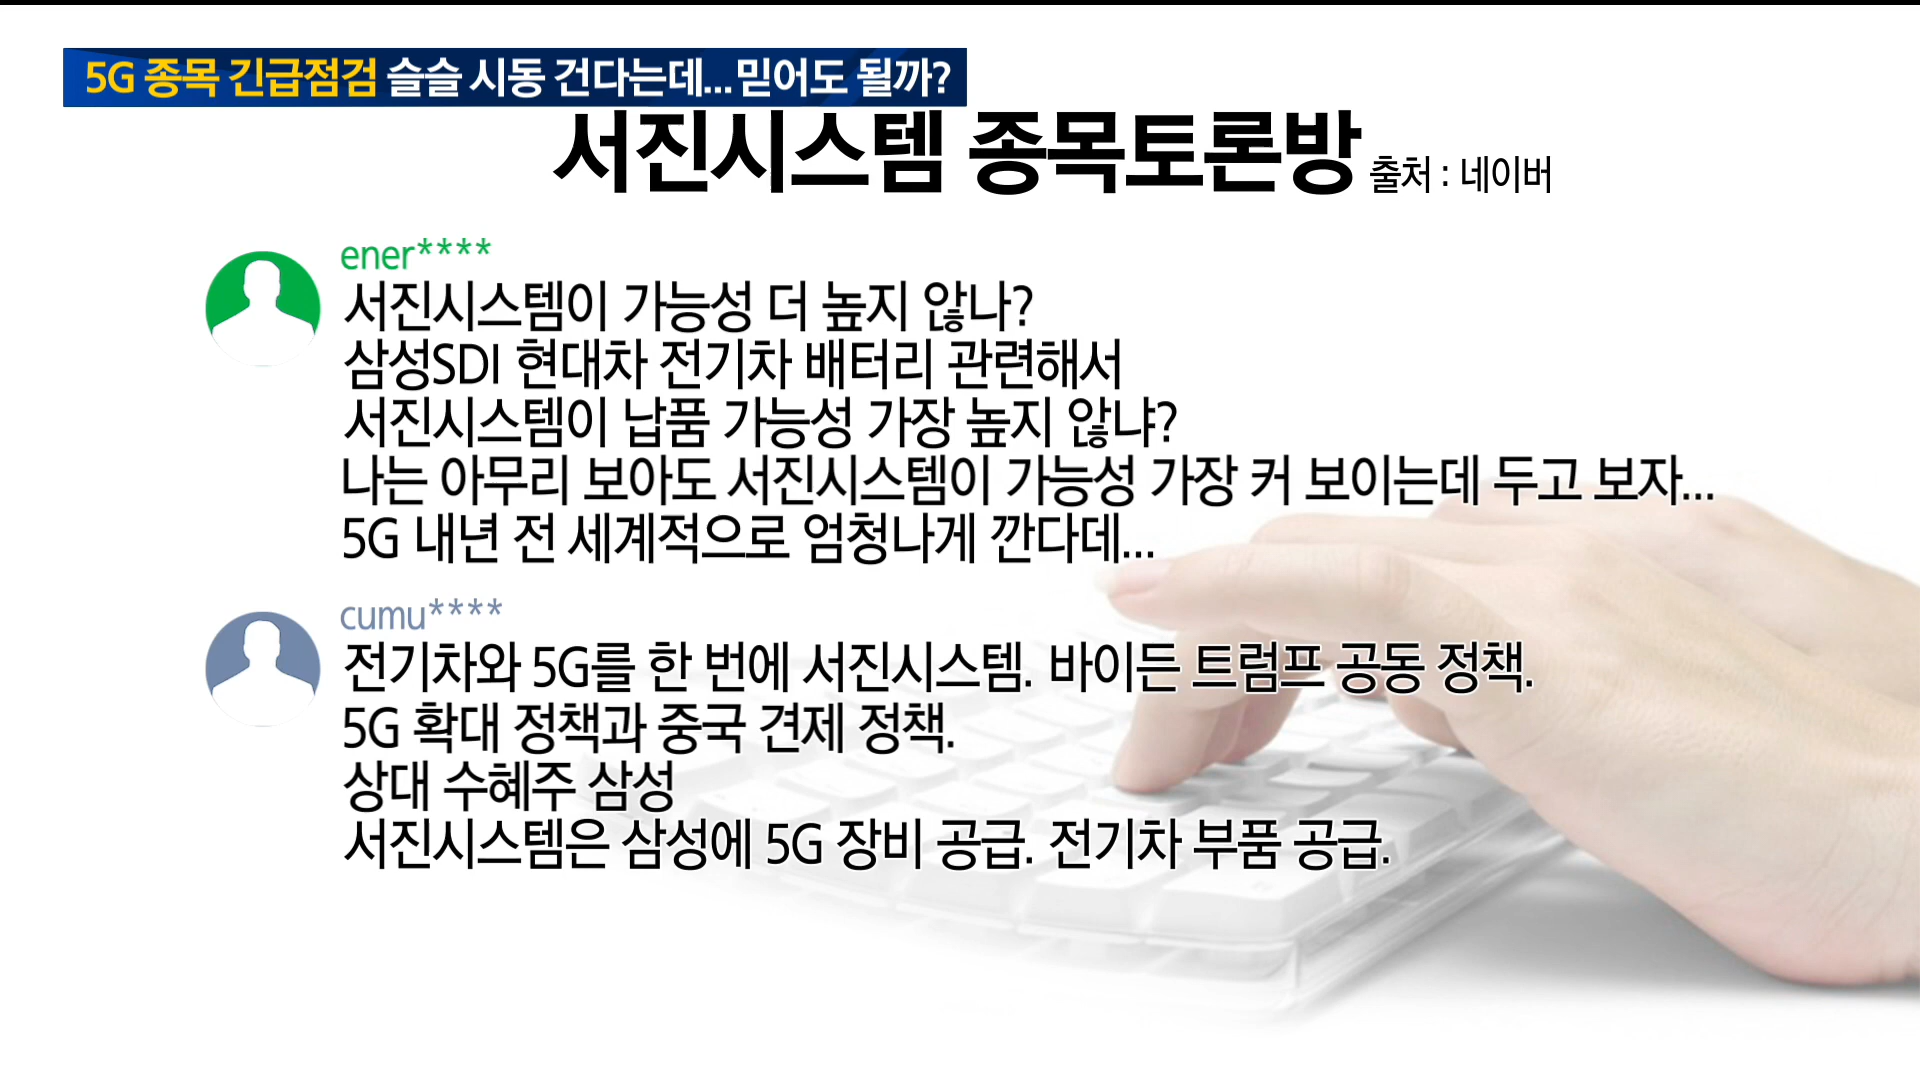 5G 종목 긴급점검 슬슬 시동 건다는데... 믿어도 될까?
서진시스템 종목토론방 출처 : 네이버
ener****
서진시스템이 가능성 더 높지 않나?
삼성SDI 현대차 전기차 배터리 관련해서
서진시스템이 납품 가능성 가장 높지 않냐?
나는 아무리 보아도 서진시스템이 가능성 가장 커 보이는데 두고 보자...
5G 내년 전 세계적으로 엄청나게 깐다데...
cumu****
전기차와 5G를 한 번에 서진시스템. 바이든 트럼프 공동 정책.
5G 확대 정책과 중국 견제 정책.
상대 수혜주 삼성
서진시스템은 삼성에 5G 장비 공급. 전기차 부품 공급.